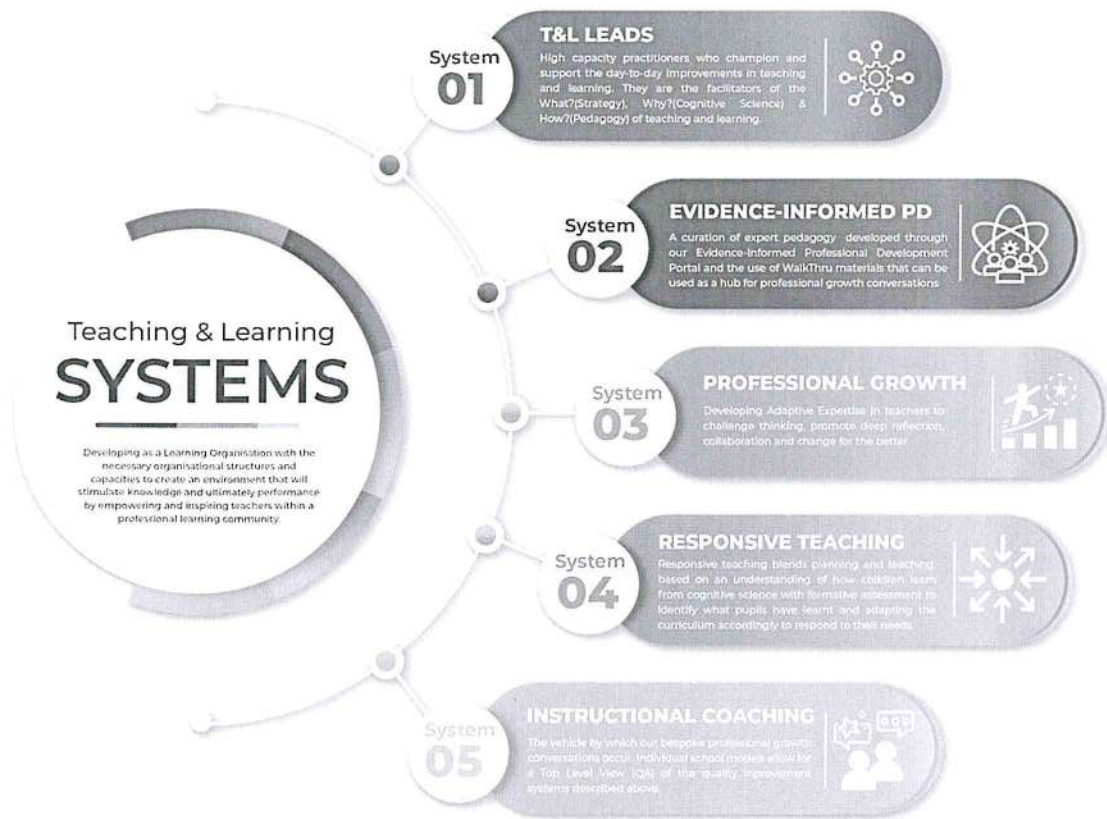 Teaching & Learning
SYSTEMS
Developing as a Learning Organisation with the
necessary organisational structures and
capacities to create an environment that will
stimulate knowledge and ultimately performance
by empowering and inspiring teachers within a
professional learning community.
System
01
T&L LEADS
High capacity practitioners who champion and
support the day-to-day improvements in teaching
and learning. They are the facilitators of the
What?(Strategy), Why?(Cognitive Science) &
How?(Pedagogy) of teaching and learning.
System
02
EVIDENCE-INFORMED PD
A curation of expert pedagogy developed through
our Evidence-Informed Professional Development
Portal and the use of WalkThru materials that can be
used as a hub for professional growth conversations
System
03
PROFESSIONAL GROWTH
Developing Adaptive Expertise in teachers to
challenge thinking, promote deep reflection,
collaboration and change for the better.
System
04
RESPONSIVE TEACHING
Responsive teaching blends planning and teaching,
based on an understanding of how children learn
from cognitive science with formative assessment to
identify what pupils have learnt and adapting the
curriculum accordingly to respond to their needs.
System
05
INSTRUCTIONAL COACHING
The vehicle by which our bespoke professional growth
conversations occur. Individual school models allow for
a Top Level View (QA) of the quality improvement
systems described above.